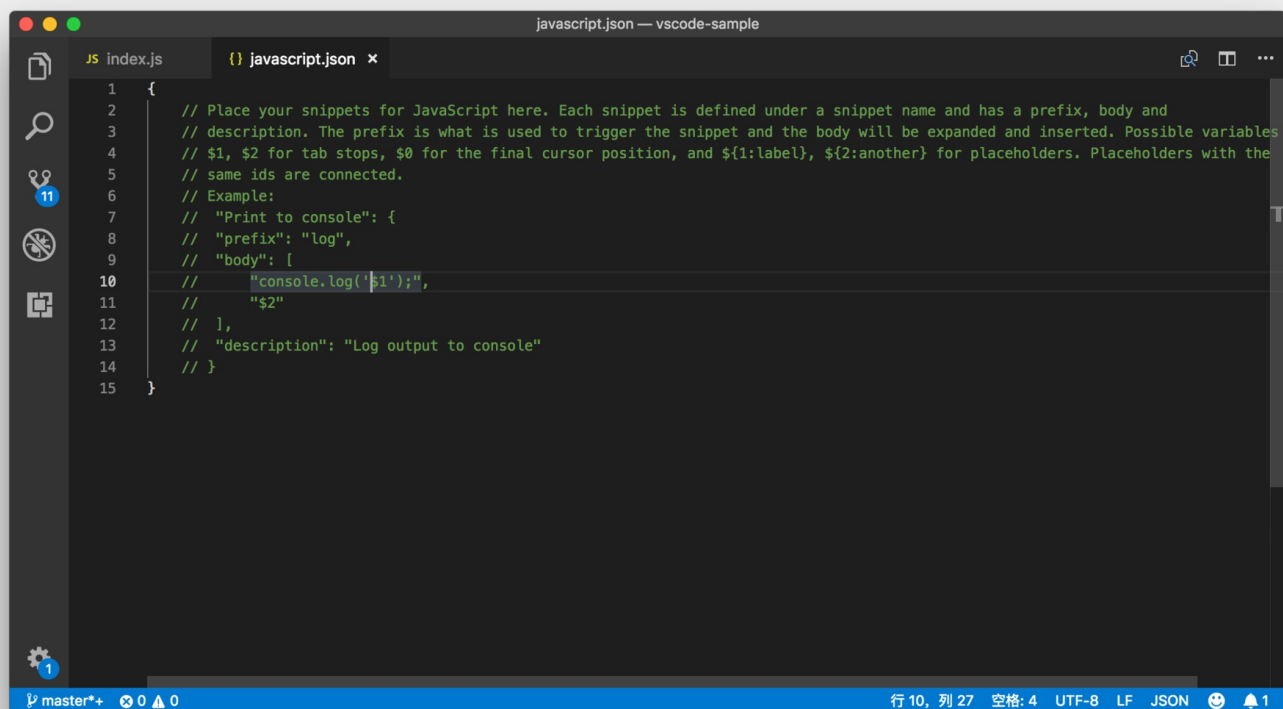 javascript.json — vscode-sample
JS index.js {} javascript.json ×
1 {
2 // Place your snippets for JavaScript here. Each snippet is defined under a snippet name and has a prefix, body and
3 // description. The prefix is what is used to trigger the snippet and the body will be expanded and inserted. Possible variables
4 // $1, $2 for tab stops, $0 for the final cursor position, and ${1:label}, ${2:another} for placeholders. Placeholders with the
5 // same ids are connected.
6 // Example:
7 // "Print to console": {
8 // "prefix": "log",
9 // "body": [
10 // "console.log('$1');",
11 // "$2"
12 // ],
13 // "description": "Log output to console"
14 // }
15 }
11
1
master*+ 0 0 行 10，列 27 空格: 4 UTF-8 LF JSON 1